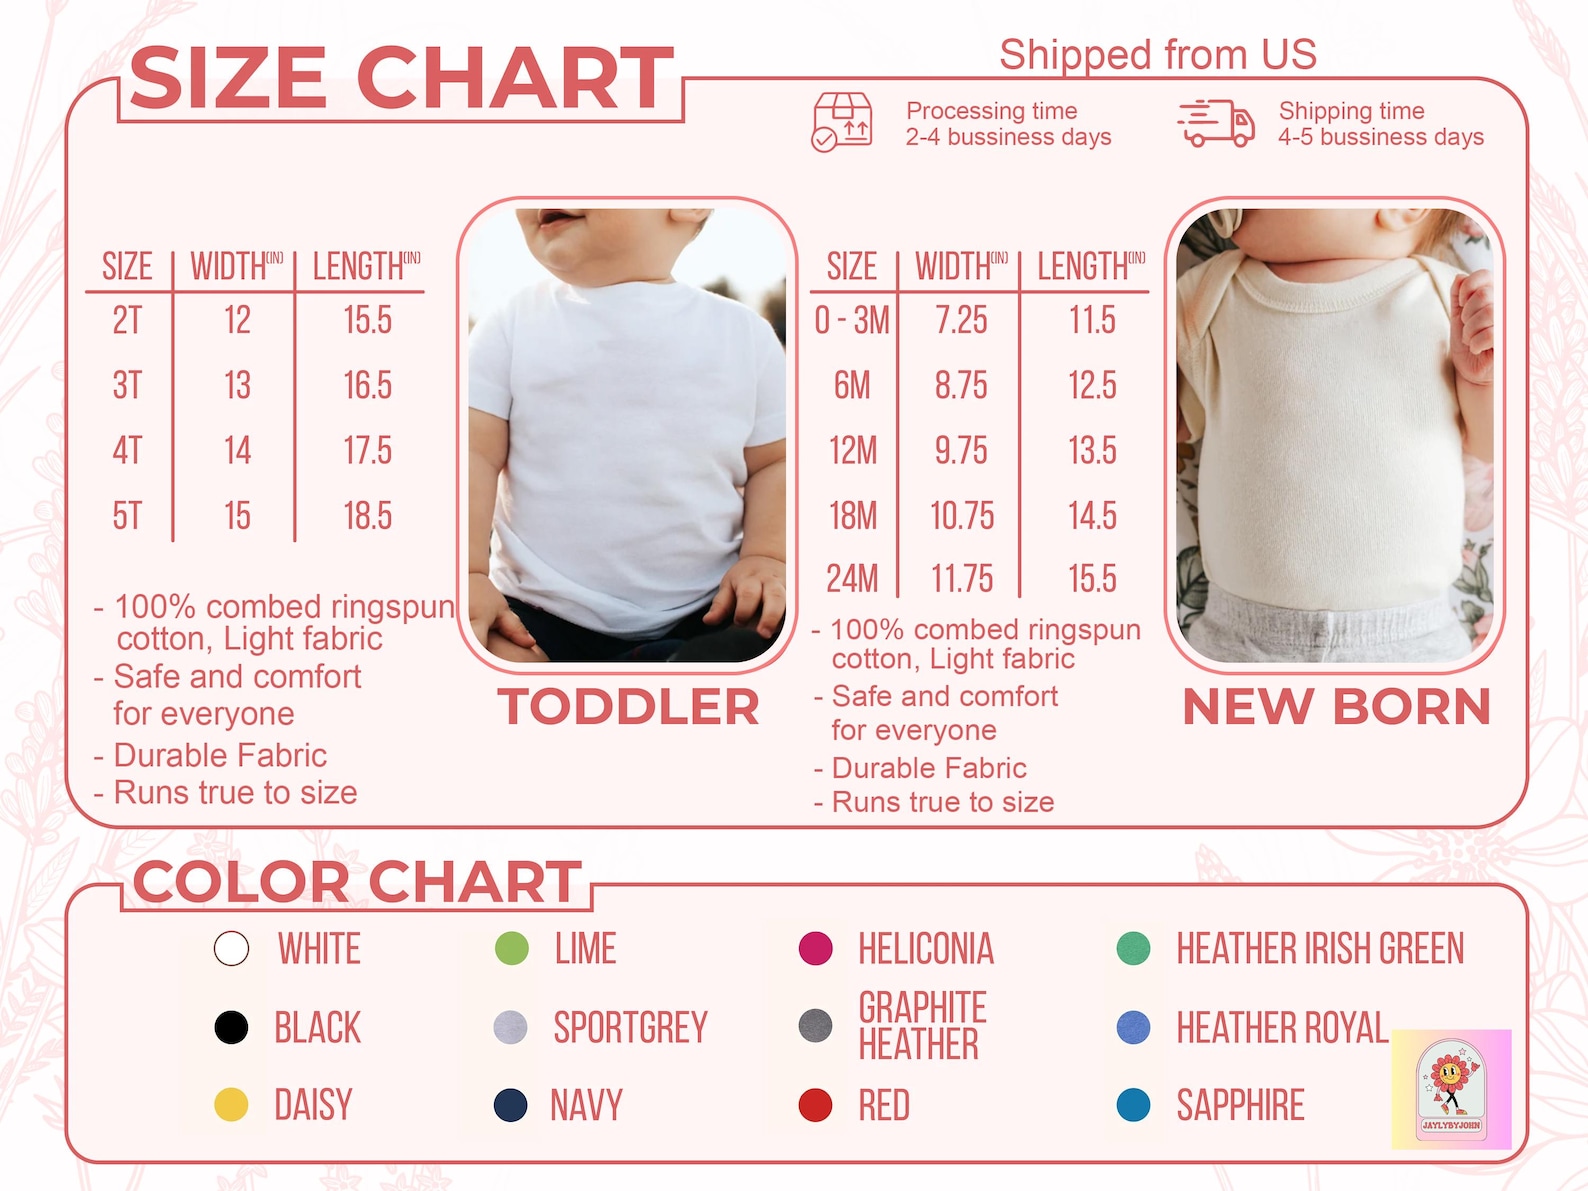 SIZE CHART
Shipped from US
Processing time
2-4 bussiness days
Shipping time
4-5 bussiness days
SIZE WIDTH(IN) LENGTH(IN)
2T 12 15.5
3T 13 16.5
4T 14 17.5
5T 15 18.5
- 100% combed ringspun
cotton, Light fabric
- Safe and comfort
for everyone
- Durable Fabric
- Runs true to size
TODDLER
SIZE WIDTH(IN) LENGTH(IN)
0 - 3M 7.25 11.5
6M 8.75 12.5
12M 9.75 13.5
18M 10.75 14.5
24M 11.75 15.5
- 100% combed ringspun
cotton, Light fabric
- Safe and comfort
for everyone
- Durable Fabric
- Runs true to size
NEW BORN
COLOR CHART
WHITE
LIME
HELICONIA
HEATHER IRISH GREEN
BLACK
SPORTGREY
GRAPHITE
HEATHER
HEATHER ROYAL
DAISY
NAVY
RED
SAPPHIRE
JAYLYBYJOHN